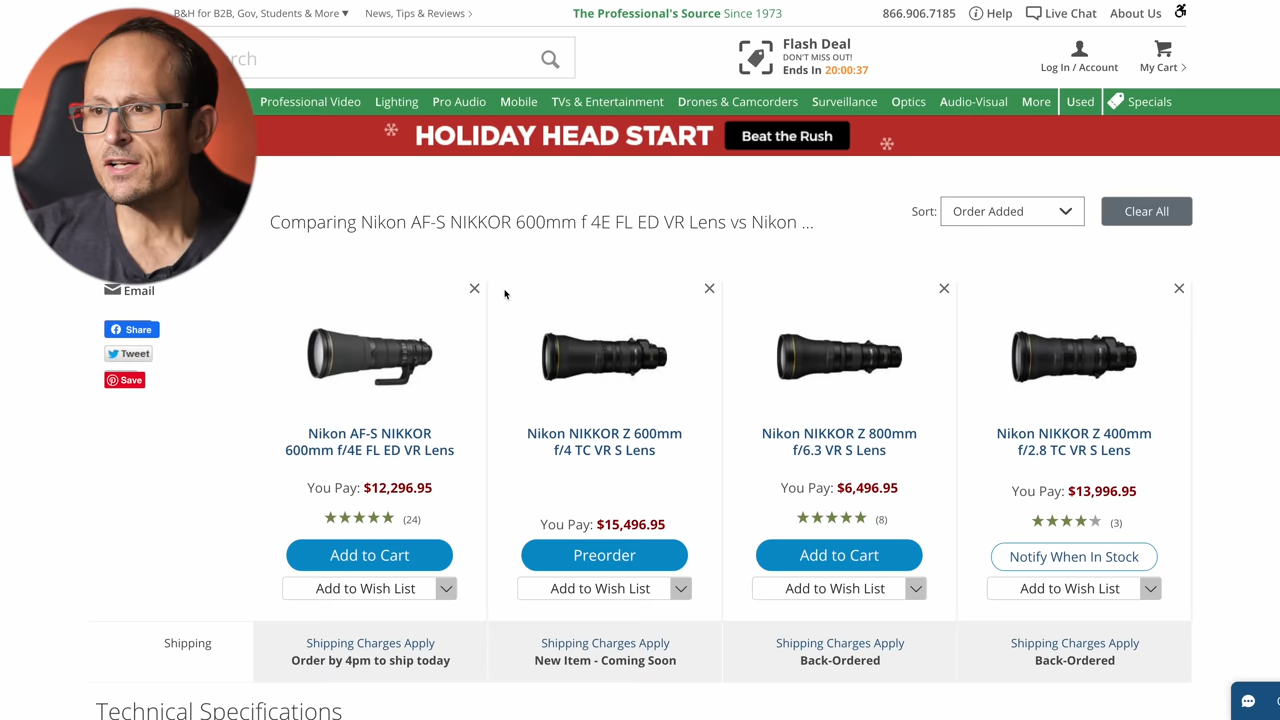 B&H for B2B, Gov, Students & More ▾
News, Tips & Reviews >
The Professional's Source Since 1973
866.906.7185
Help
Live Chat
About Us
rch
Flash Deal
DON'T MISS OUT!
Ends In 20:00:37
Log In / Account
My Cart >
Professional Video
Lighting
Pro Audio
Mobile
TVs & Entertainment
Drones & Camcorders
Surveillance
Optics
Audio-Visual
More
Used
Specials
HOLIDAY HEAD START
Beat the Rush
Comparing Nikon AF-S NIKKOR 600mm f 4E FL ED VR Lens vs Nikon ...
Sort:
Order Added
Clear All
Email
Share
Tweet
Save
Nikon AF-S NIKKOR
600mm f/4E FL ED VR Lens
You Pay: $12,296.95
(24)
Add to Cart
Add to Wish List
Nikon NIKKOR Z 600mm
f/4 TC VR S Lens
You Pay: $15,496.95
Preorder
Add to Wish List
Nikon NIKKOR Z 800mm
f/6.3 VR S Lens
You Pay: $6,496.95
(8)
Add to Cart
Add to Wish List
Nikon NIKKOR Z 400mm
f/2.8 TC VR S Lens
You Pay: $13,996.95
(3)
Notify When In Stock
Add to Wish List
Shipping
Shipping Charges Apply
Order by 4pm to ship today
Shipping Charges Apply
New Item - Coming Soon
Shipping Charges Apply
Back-Ordered
Shipping Charges Apply
Back-Ordered
Technical Specifications